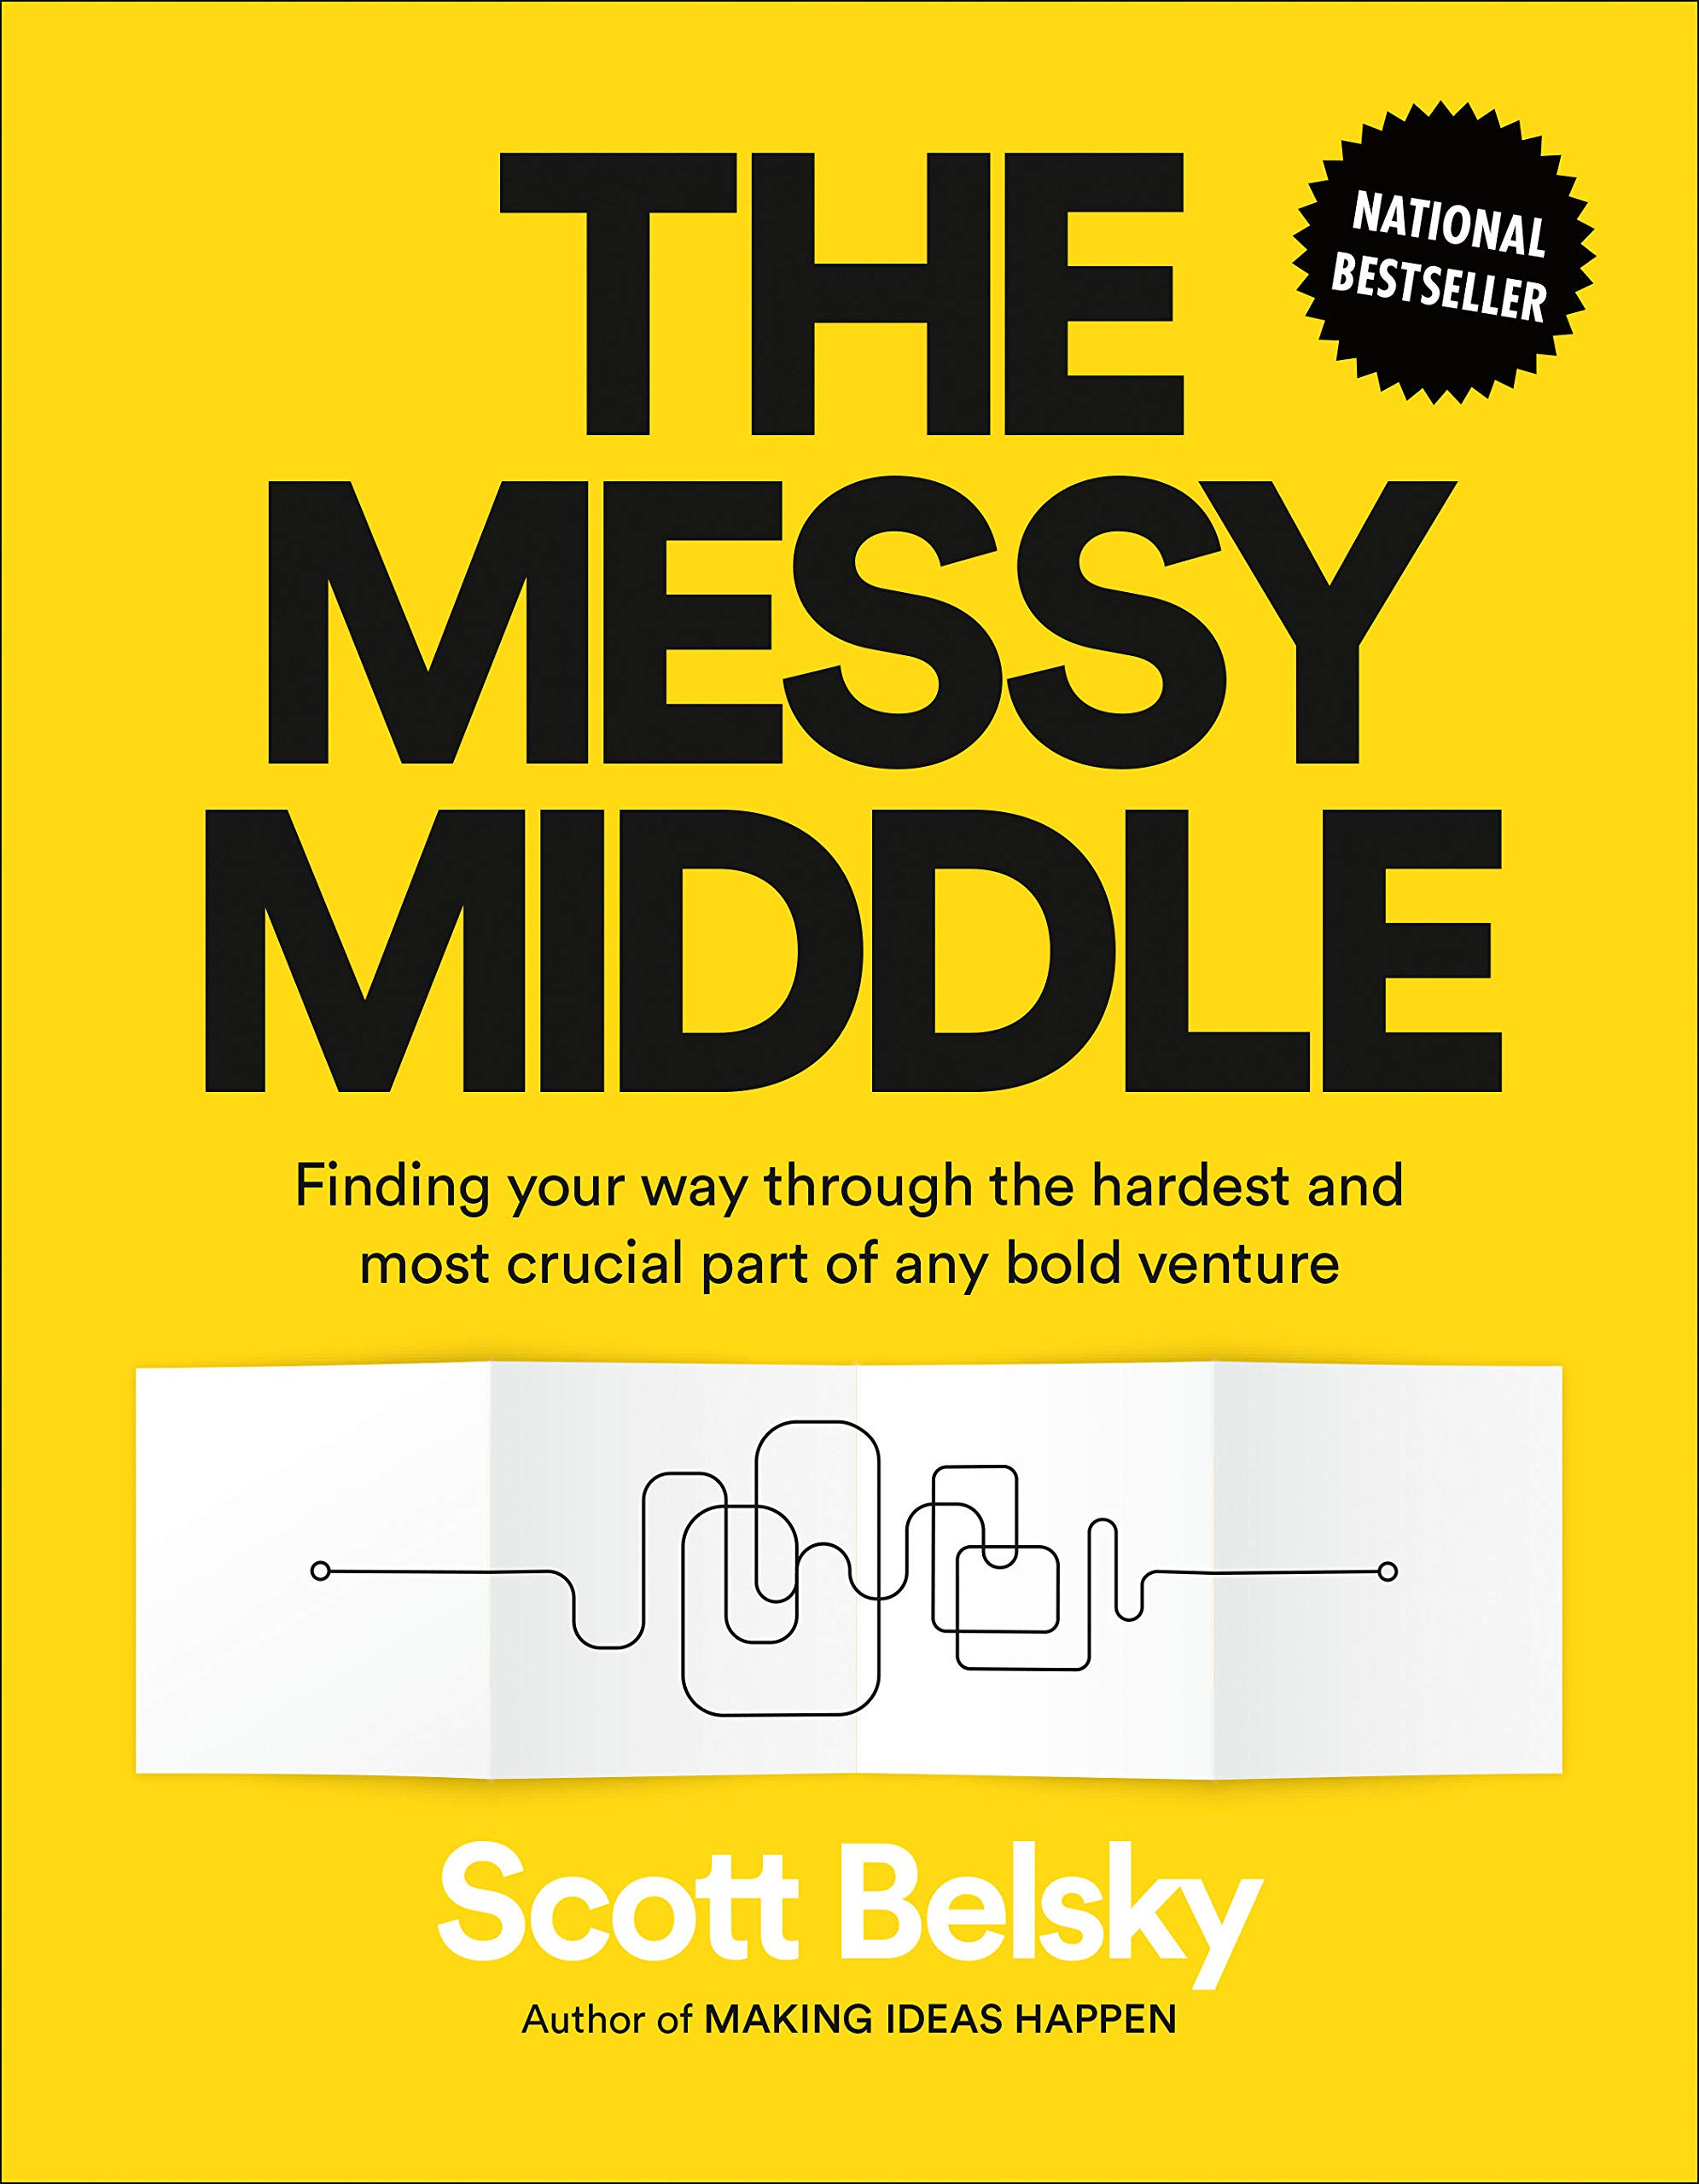 THE
NATIONAL
BESTSELLER
MESSY
MIDDLE
Finding your way through the hardest and
most crucial part of any bold venture
Scott Belsky
Author of MAKING IDEAS HAPPEN